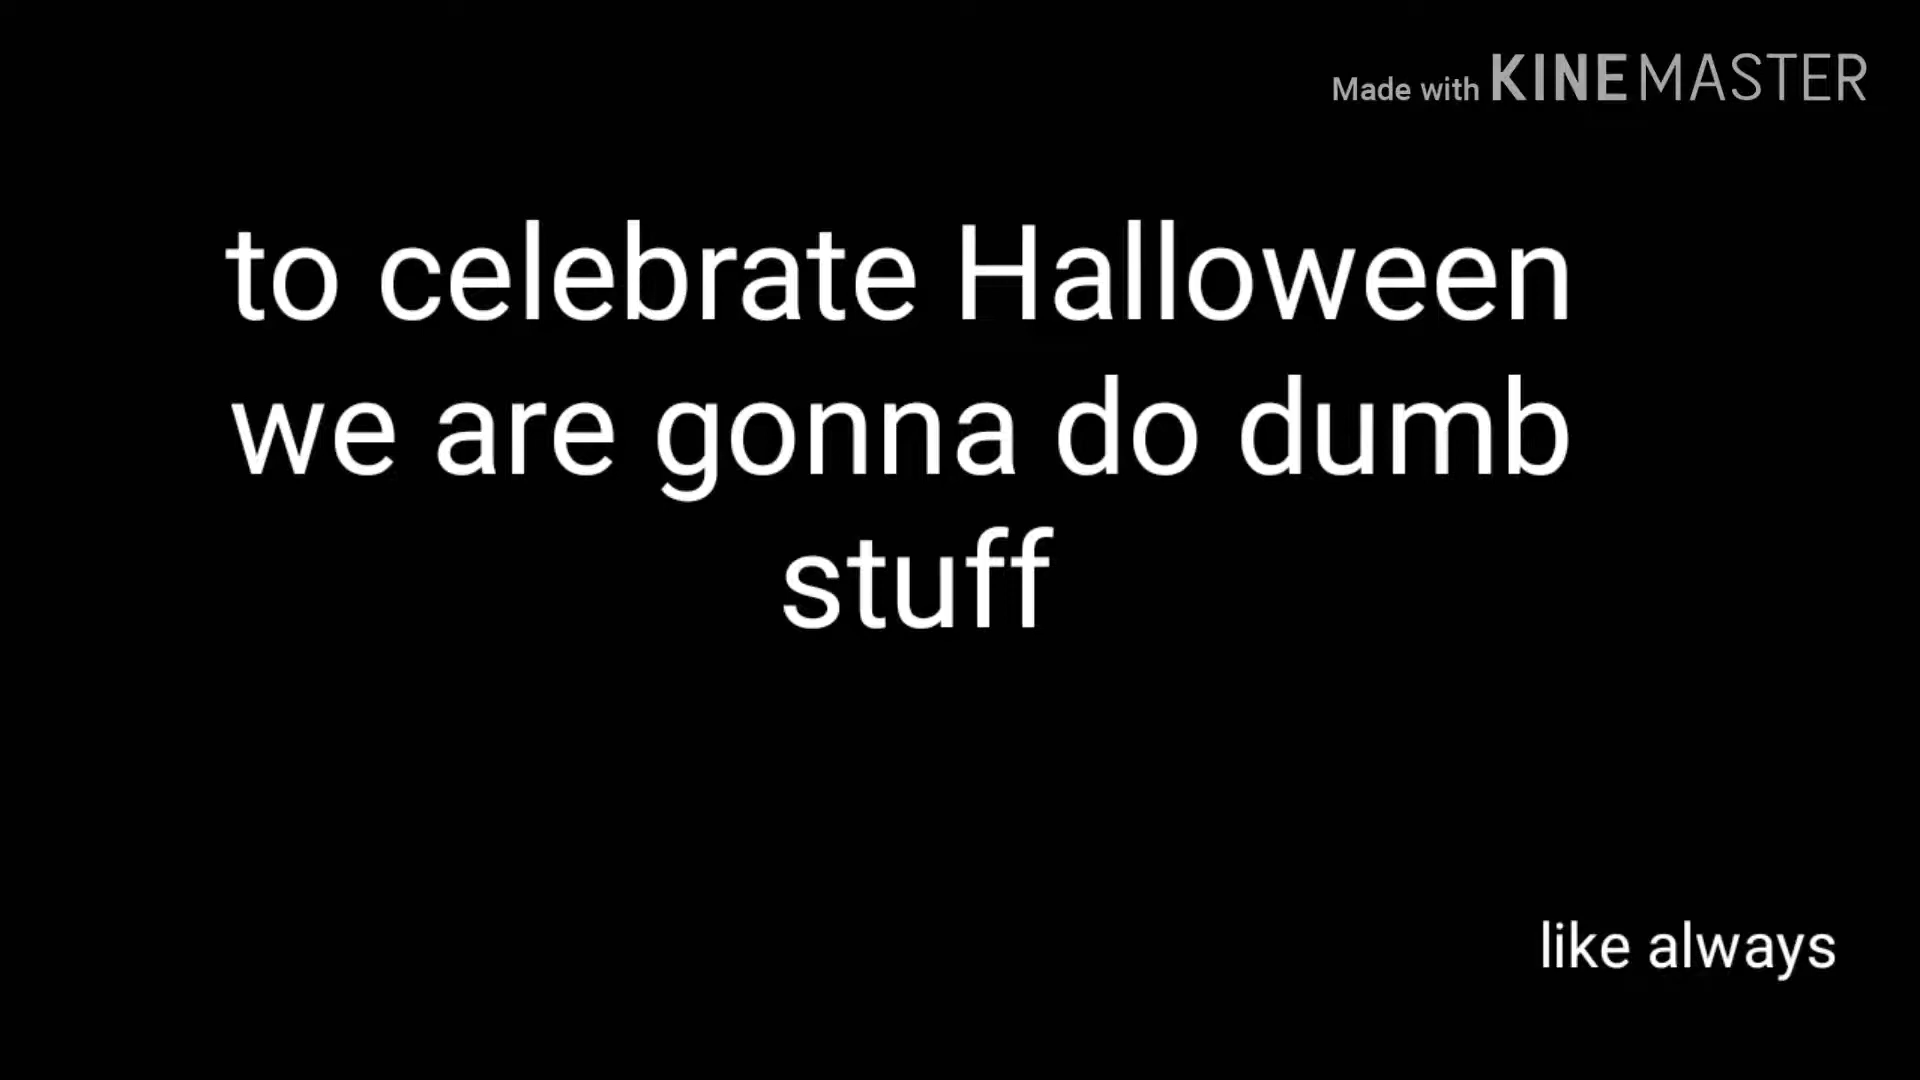 Made with KINEMASTER
to celebrate Halloween
we are gonna do dumb
stuff
like always